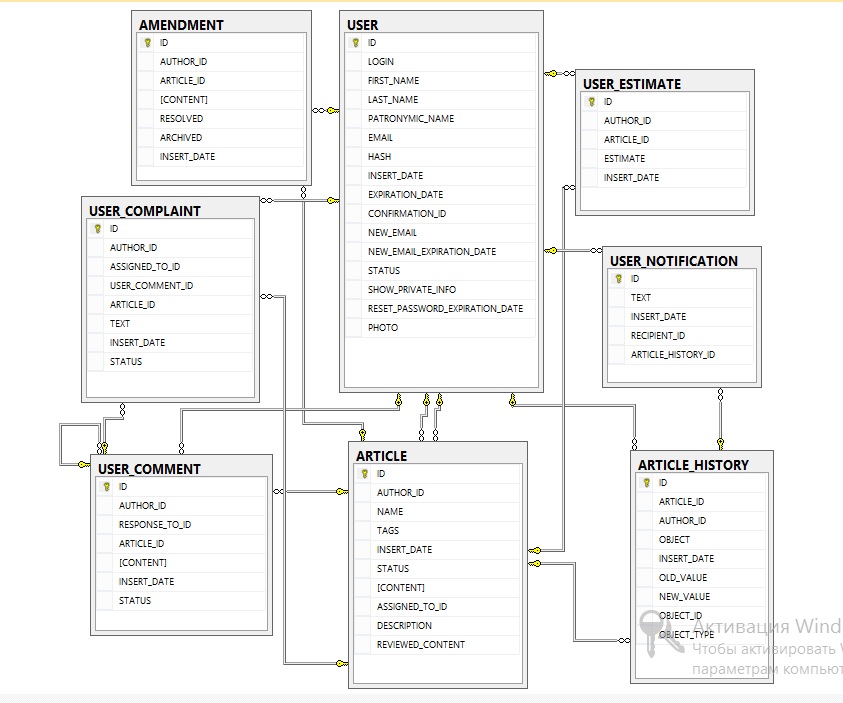 AMENDMENT
ID
AUTHOR_ID
ARTICLE_ID
[CONTENT]
RESOLVED
ARCHIVED
INSERT_DATE
USER
ID
LOGIN
FIRST_NAME
LAST_NAME
PATRONYMIC_NAME
EMAIL
HASH
INSERT_DATE
EXPIRATION_DATE
CONFIRMATION_ID
NEW_EMAIL
NEW_EMAIL_EXPIRATION_DATE
STATUS
SHOW_PRIVATE_INFO
RESET_PASSWORD_EXPIRATION_DATE
PHOTO
USER_ESTIMATE
ID
AUTHOR_ID
ARTICLE_ID
ESTIMATE
INSERT_DATE
USER_COMPLAINT
ID
AUTHOR_ID
ASSIGNED_TO_ID
USER_COMMENT_ID
ARTICLE_ID
TEXT
INSERT_DATE
STATUS
USER_NOTIFICATION
ID
TEXT
INSERT_DATE
RECIPIENT_ID
ARTICLE_HISTORY_ID
USER_COMMENT
ID
AUTHOR_ID
RESPONSE_TO_ID
ARTICLE_ID
[CONTENT]
INSERT_DATE
STATUS
ARTICLE
ID
AUTHOR_ID
NAME
TAGS
INSERT_DATE
STATUS
[CONTENT]
ASSIGNED_TO_ID
DESCRIPTION
REVIEWED_CONTENT
ARTICLE_HISTORY
ID
ARTICLE_ID
AUTHOR_ID
OBJECT
INSERT_DATE
OLD_VALUE
NEW_VALUE
OBJECT_ID
OBJECT_TYPE
Активация Wind
Чтобы активировать W
параметрам компьют